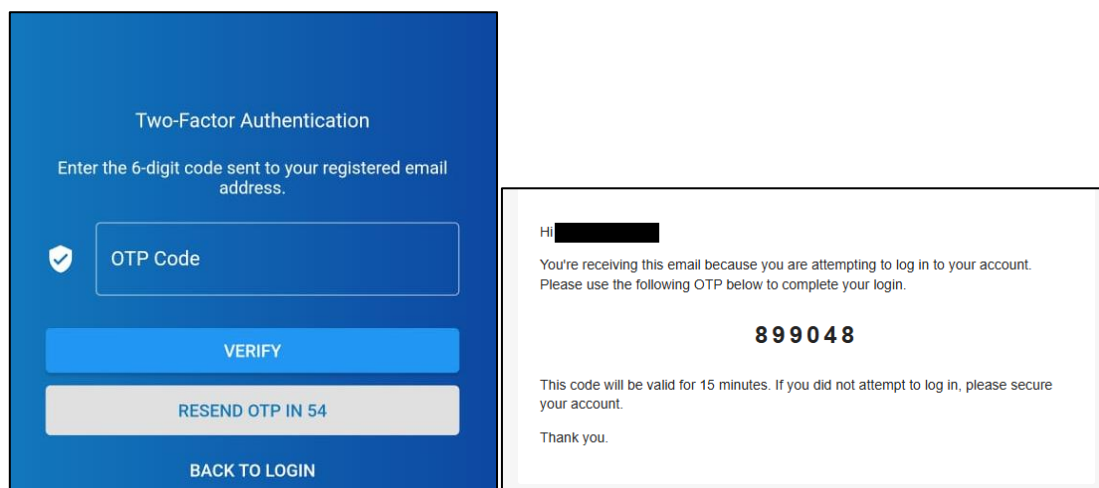 Two-Factor Authentication
Enter the 6-digit code sent to your registered email
address.
OTP Code
VERIFY
RESEND OTP IN 54
BACK TO LOGIN
Hi
You're receiving this email because you are attempting to log in to your account.
Please use the following OTP below to complete your login.
899048
This code will be valid for 15 minutes. If you did not attempt to log in, please secure
your account.
Thank you.